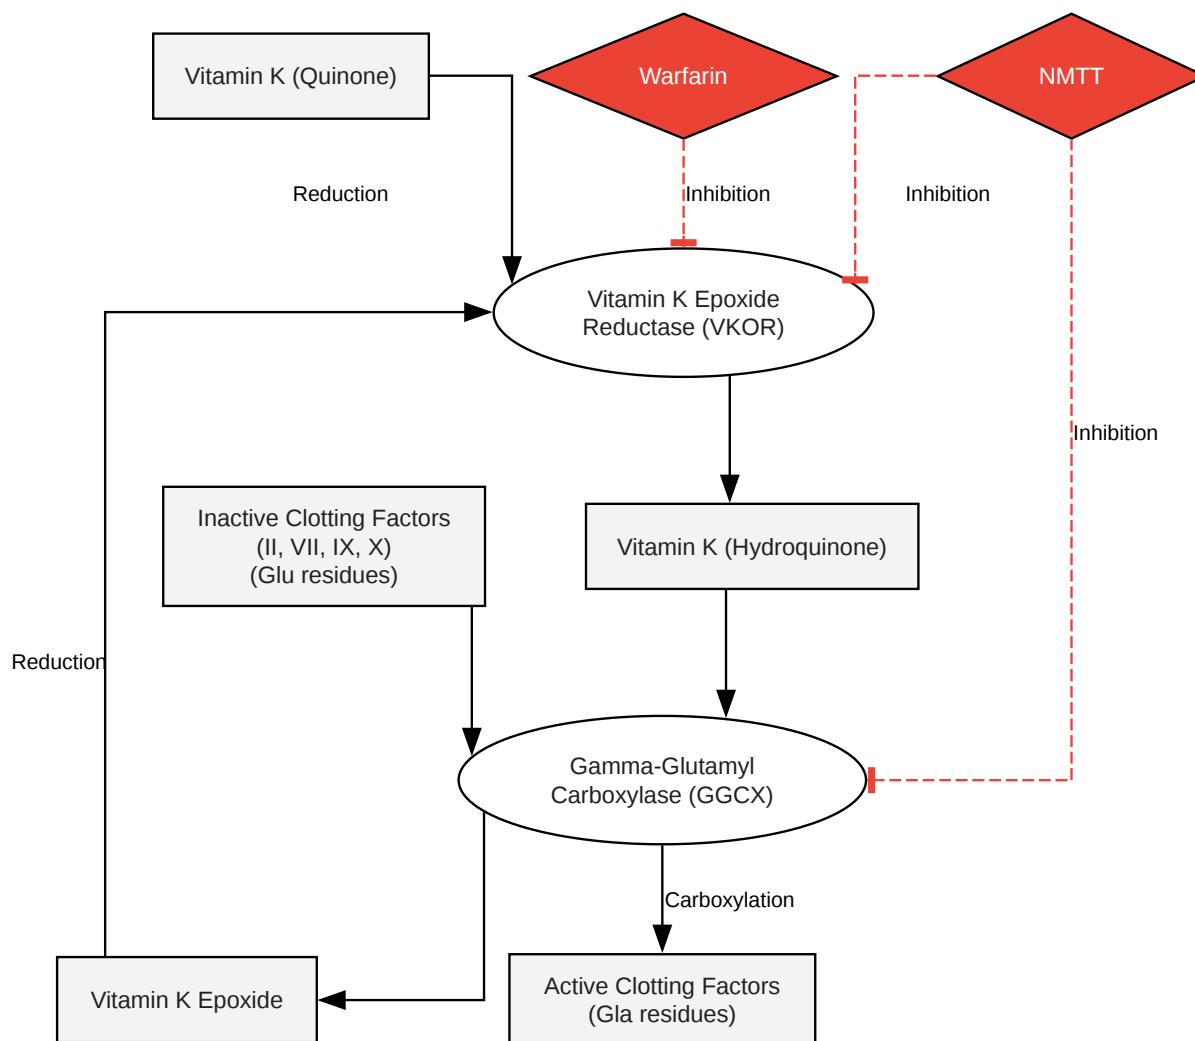 Vitamin K (Quinone)
Warfarin
NMTT
Reduction
Inhibition
Inhibition
Vitamin K Epoxide
Reductase (VKOR)
Inhibition
Inactive Clotting Factors
(II, VII, IX, X)
(Glu residues)
Vitamin K (Hydroquinone)
Reduction
Gamma-Glutamyl
Carboxylase (GGCX)
Carboxylation
Vitamin K Epoxide
Active Clotting Factors
(Gla residues)